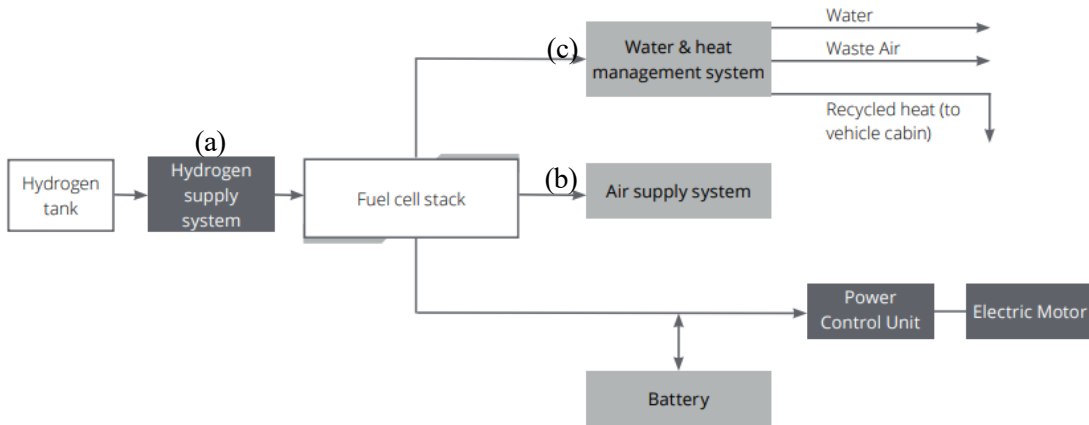 (c)
Water & heat
management system
Water
Waste Air
Recycled heat (to
vehicle cabin)
(a)
Hydrogen
tank
Hydrogen
supply
system
Fuel cell stack
(b)
Air supply system
Power
Control Unit
Electric Motor
Battery